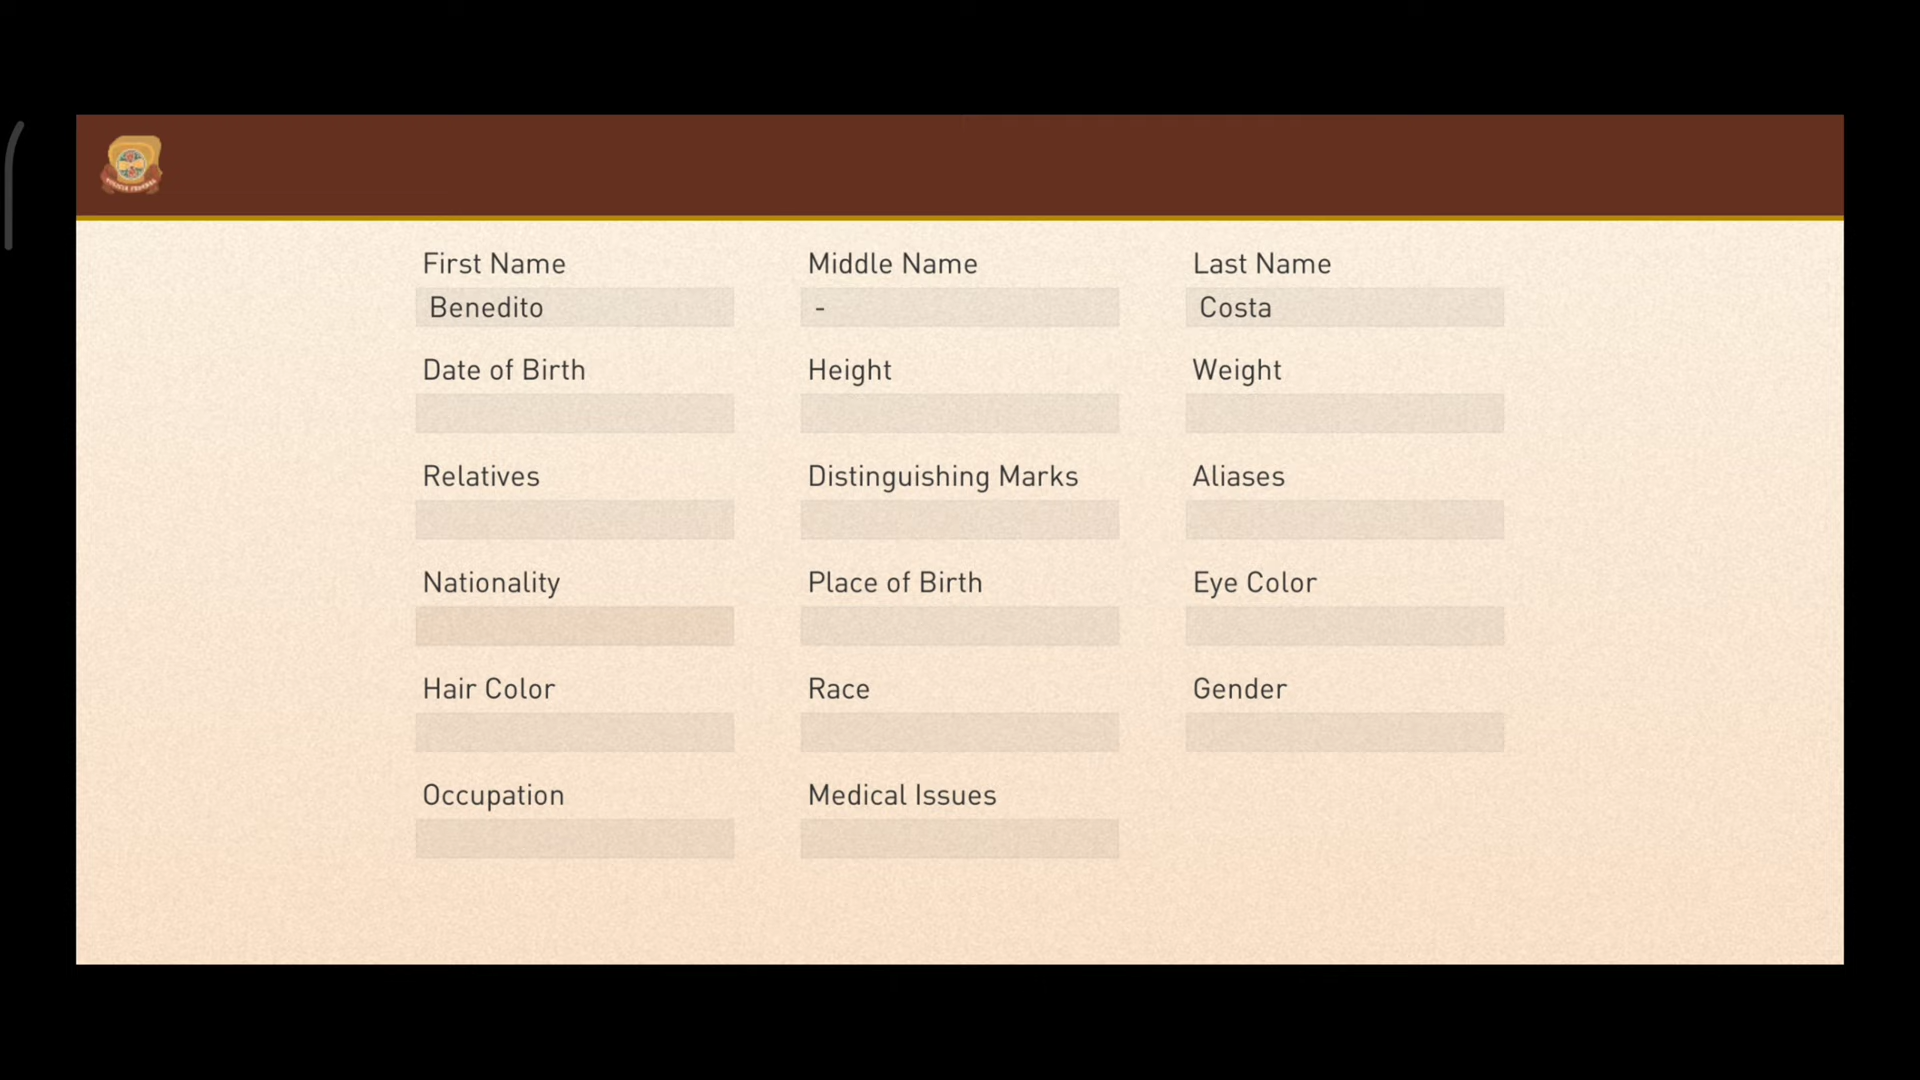 First Name Middle Name Last Name
Benedito - Costa
Date of Birth Height Weight
Relatives Distinguishing Marks Aliases
Nationality Place of Birth Eye Color
Hair Color Race Gender
Occupation Medical Issues